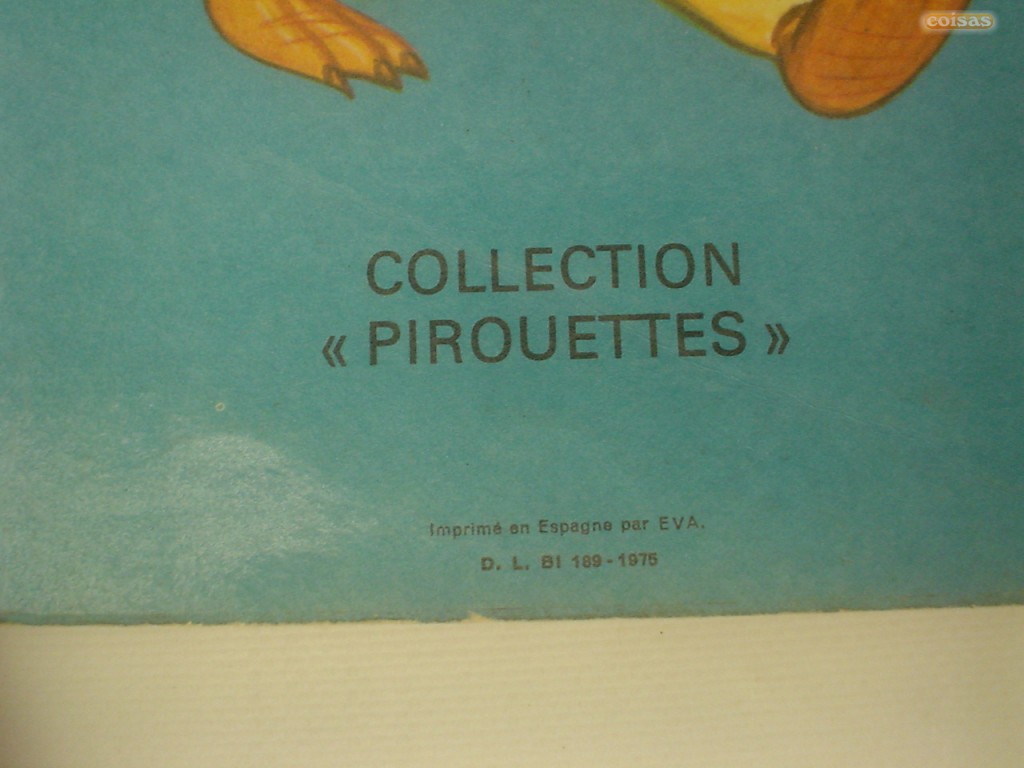 coisas
COLLECTION
« PIROUETTES »
Imprimé en Espagne par EVA.
D. L. BI 189-1975